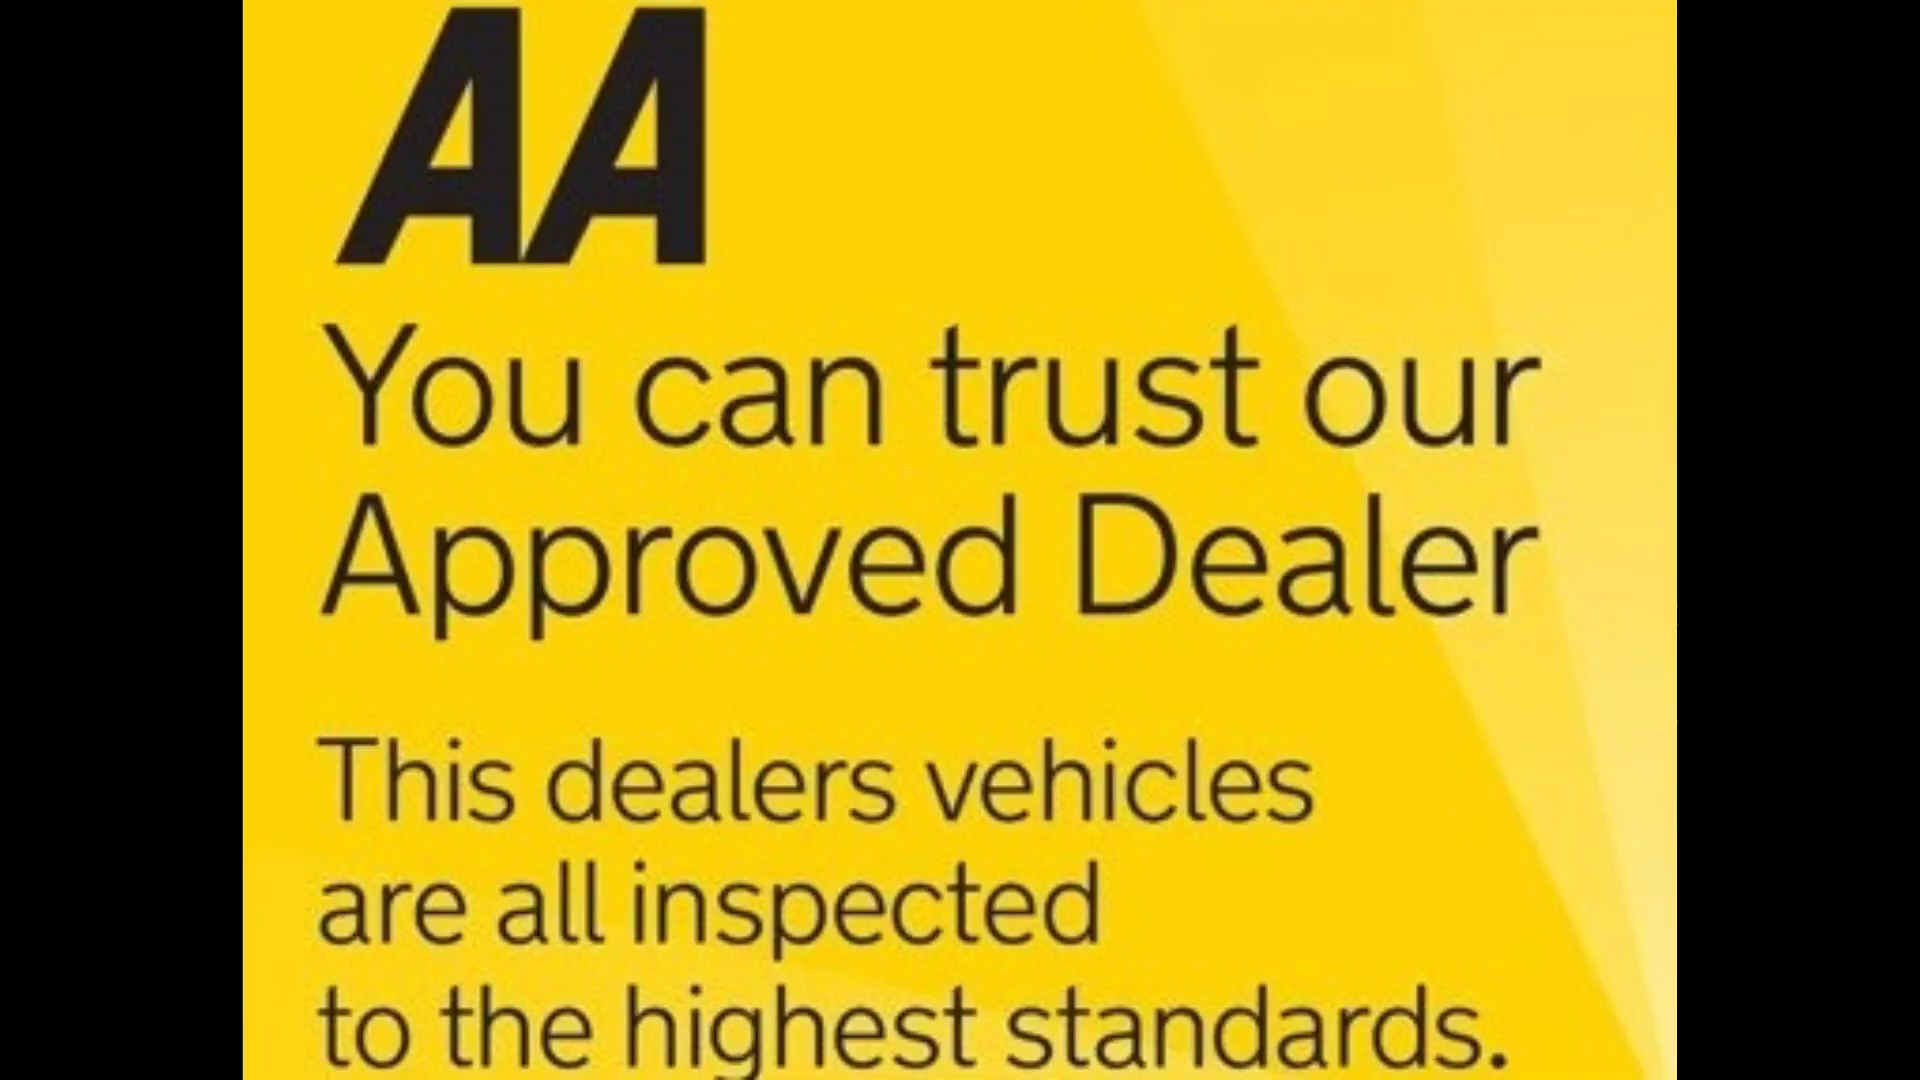 AA
You can trust our
Approved Dealer
This dealers vehicles
are all inspected
to the highest standards.